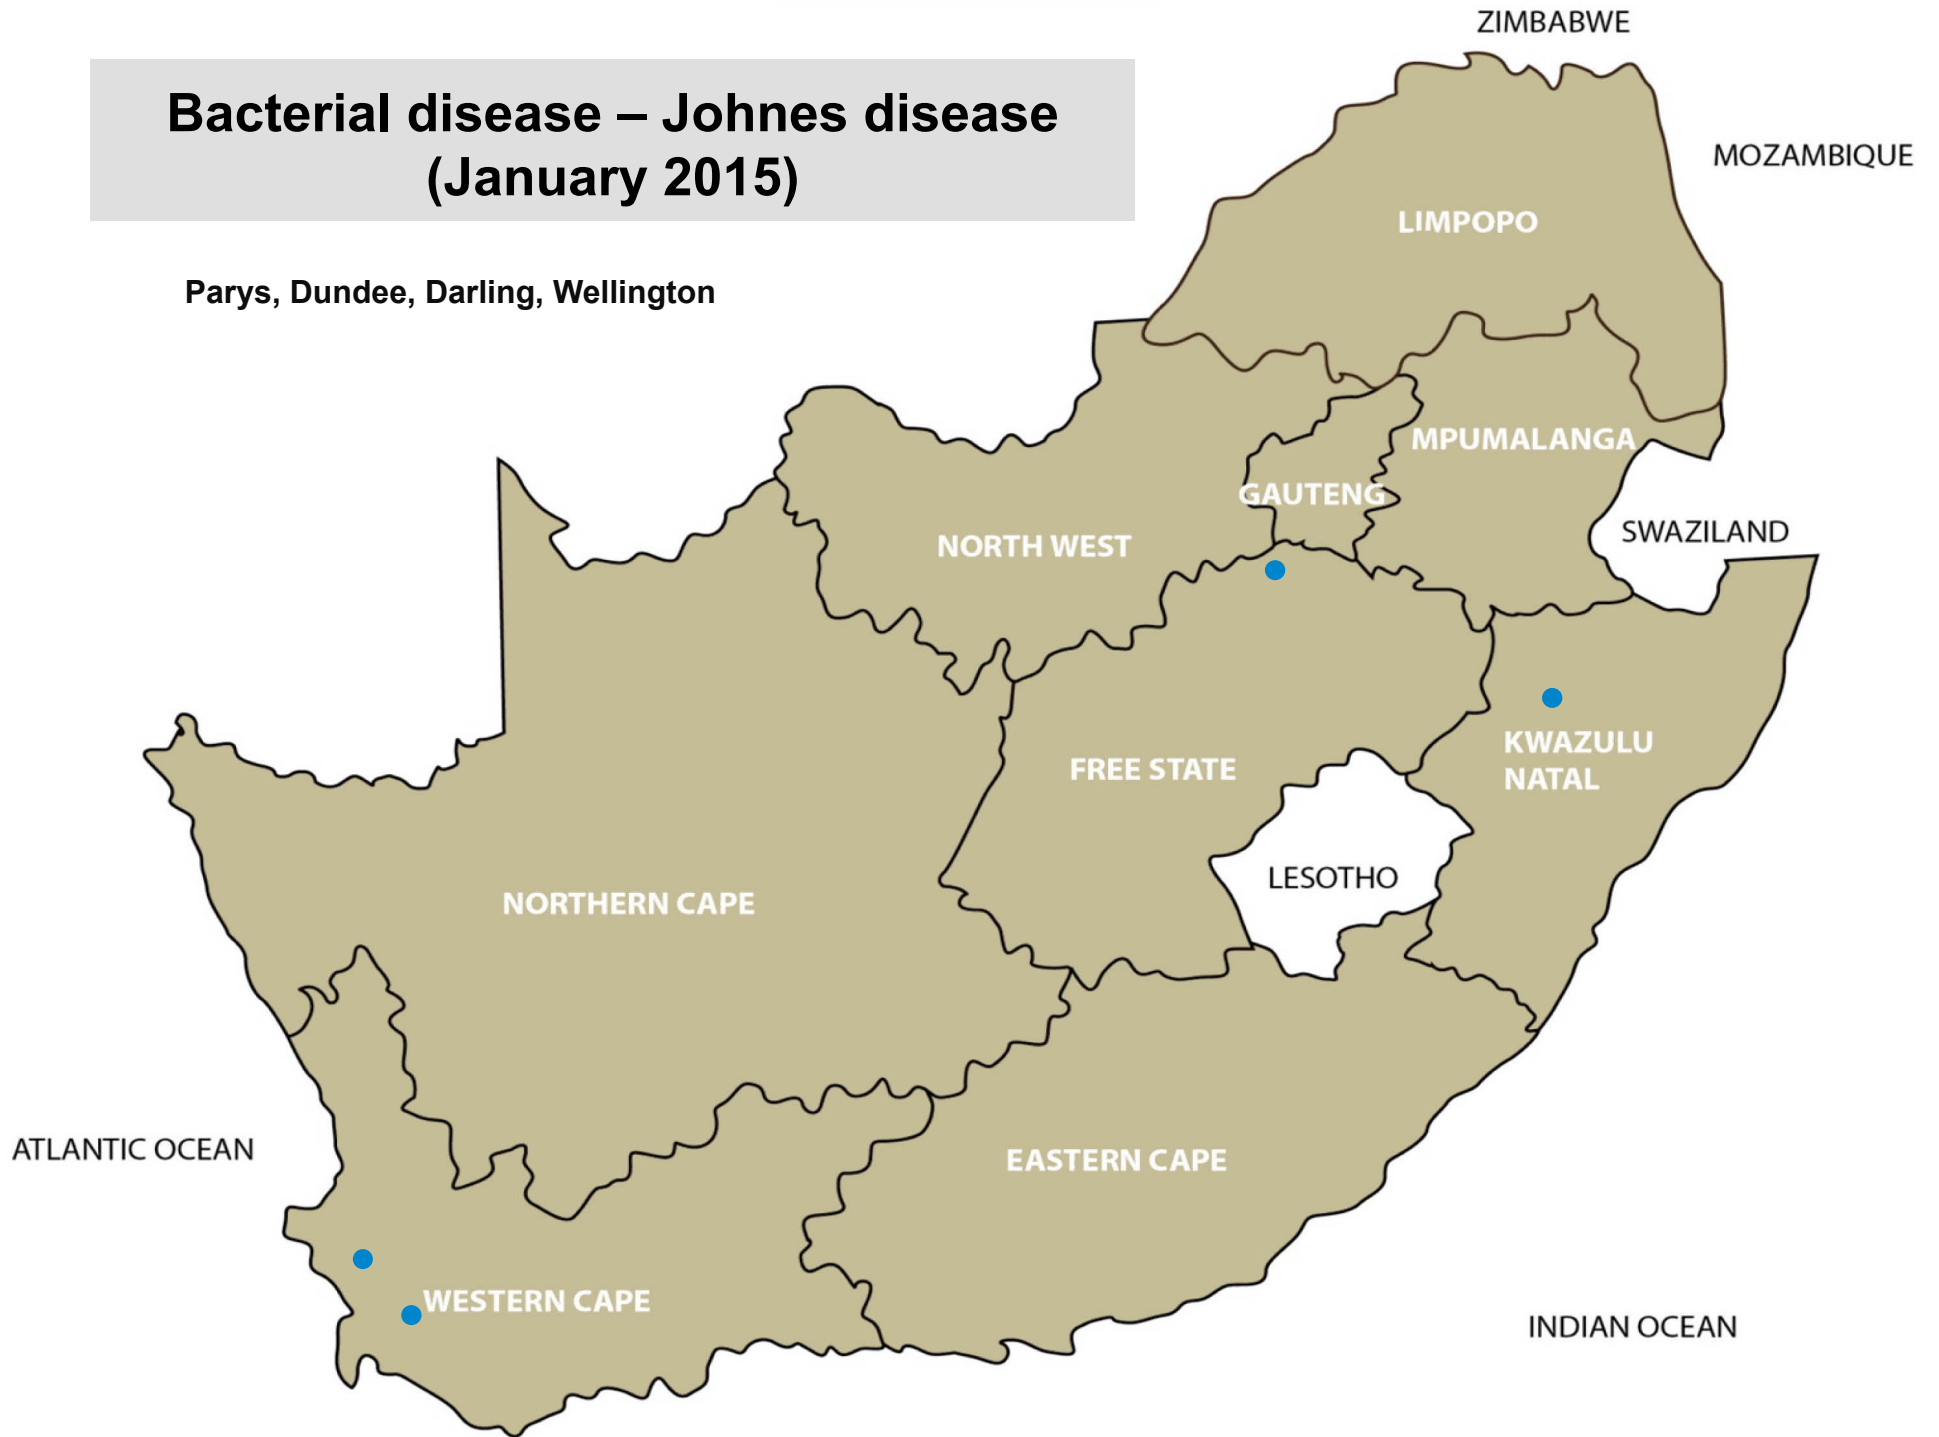 ZIMBABWE
Bacterial disease – Johnes disease
(January 2015)
MOZAMBIQUE
LIMPOPO
Parys, Dundee, Darling, Wellington
MPUMALANGA
GAUTENG
SWAZILAND
NORTH WEST
KWAZULU
NATAL
FREE STATE
LESOTHO
NORTHERN CAPE
ATLANTIC OCEAN
EASTERN CAPE
WESTERN CAPE
INDIAN OCEAN